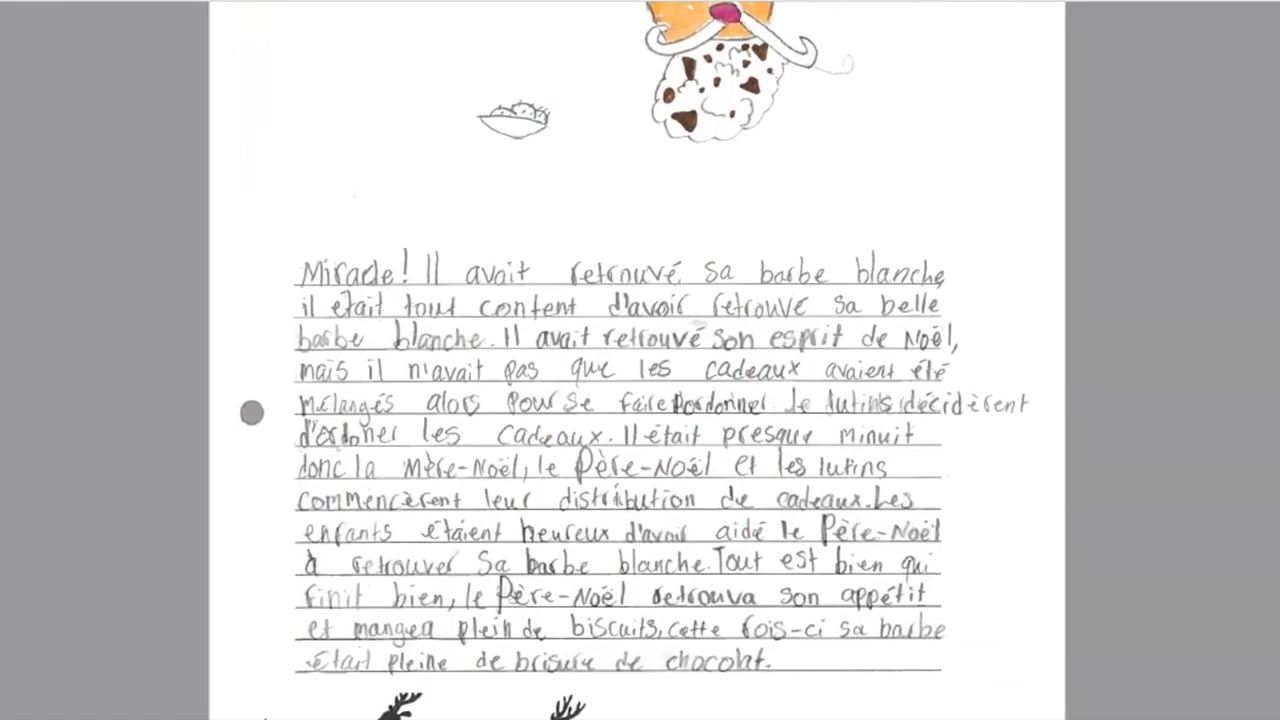 Miracle! Il avait retrouvé sa barbe blanche,
il était tout content d'avoir retrouvé sa belle
barbe blanche. Il avait retrouvé son esprit de Noël,
mais il n'avait pas que les cadeaux avaient été
mélangés alors pour se faire pardonner le lutins décidèrent
d'ordoner les cadeaux. Il était presque minuit
donc la mère-Noël, le Père-Noël et les lutins
commencèrent leur distribution de cadeaux. Les
enfants étaient heureux d'avoir aidé le Père-Noël
à retrouver sa barbe blanche. Tout est bien qui
finit bien, le Père-Noël retrouva son appétit
et mangea plein de biscuits, cette fois-ci sa barbe
était pleine de brisure de chocolat.